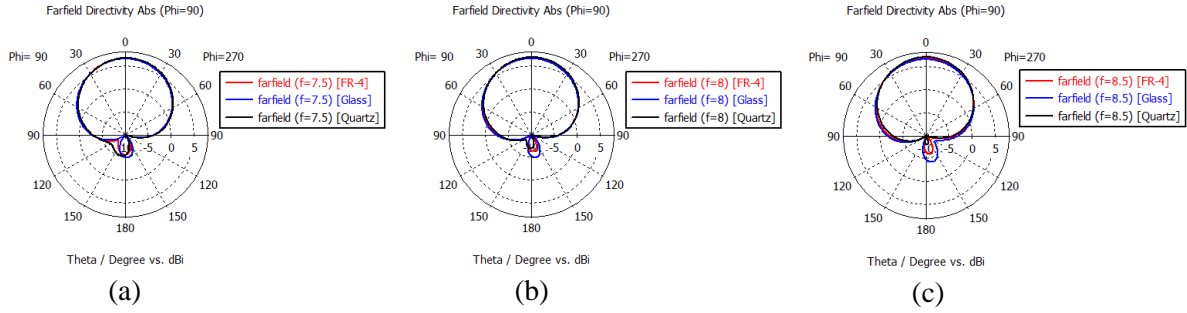 Farfield Directivity Abs (Phi=90)
Phi= 90
30
0
30
Phi=270
60
60
90
-5
0
5
90
120
120
150
150
180
farfield (f=7.5) [FR-4]
farfield (f=7.5) [Glass]
farfield (f=7.5) [Quartz]
Theta / Degree vs. dBi
(a)
Farfield Directivity Abs (Phi=90)
Phi= 90
30
0
30
Phi=270
60
60
90
-5
0
5
90
120
120
150
150
180
farfield (f=8) [FR-4]
farfield (f=8) [Glass]
farfield (f=8) [Quartz]
Theta / Degree vs. dBi
(b)
Farfield Directivity Abs (Phi=90)
Phi= 90
30
0
30
Phi=270
60
60
90
-5
0
5
90
120
120
150
150
180
farfield (f=8.5) [FR-4]
farfield (f=8.5) [Glass]
farfield (f=8.5) [Quartz]
Theta / Degree vs. dBi
(c)